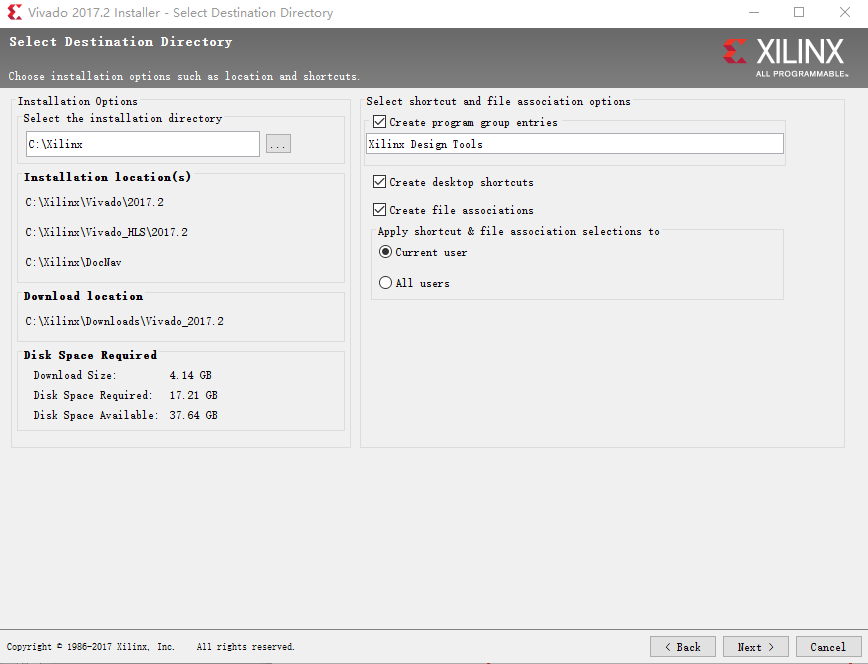 Vivado 2017.2 Installer - Select Destination Directory
Select Destination Directory
Choose installation options such as location and shortcuts.
XILINX
ALL PROGRAMMABLE™
Installation Options
Select the installation directory
C:\Xilinx
...
Installation location(s)
C:\Xilinx\Vivado\2017.2
C:\Xilinx\Vivado_HLS\2017.2
C:\Xilinx\DocNav
Download location
C:\Xilinx\Downloads\Vivado_2017.2
Disk Space Required
Download Size: 4.14 GB
Disk Space Required: 17.21 GB
Disk Space Available: 37.64 GB
Select shortcut and file association options
Create program group entries
Xilinx Design Tools
Create desktop shortcuts
Create file associations
Apply shortcut & file association selections to
Current user
All users
Copyright © 1986-2017 Xilinx, Inc. All rights reserved.
< Back
Next >
Cancel